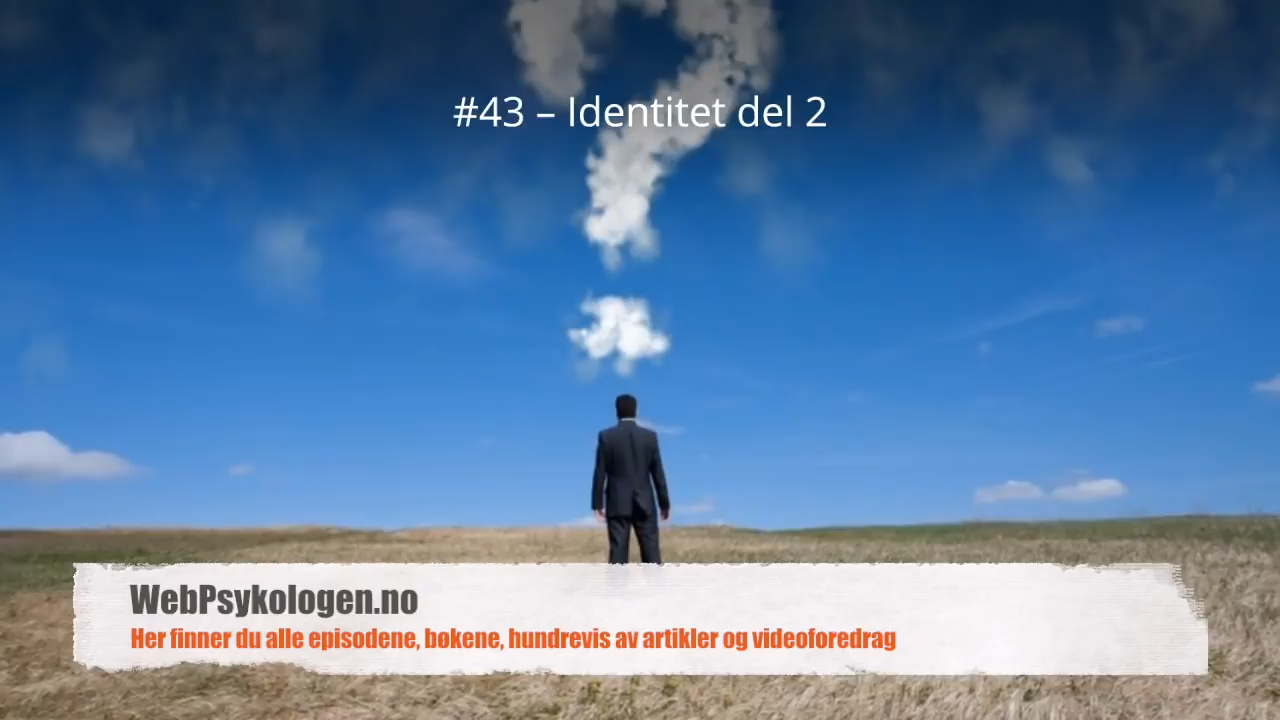 #43 – Identitet del 2
WebPsykologen.no
Her finner du alle episodene, bøkene, hundrevis av artikler og videoforedrag